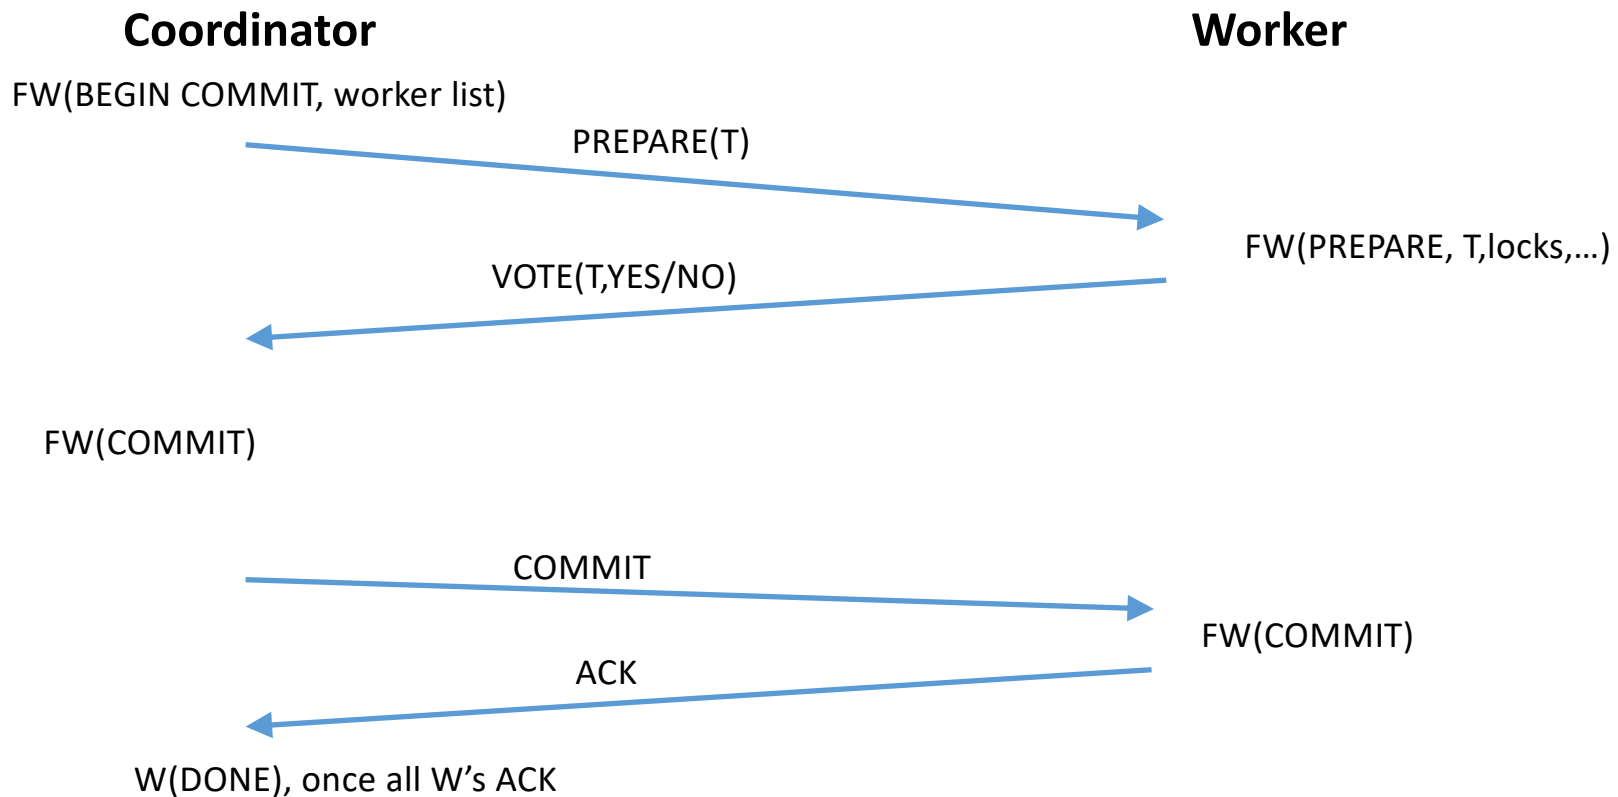 Coordinator
Worker
FW(BEGIN COMMIT, worker list)
PREPARE(T)
FW(PREPARE, T,locks,…)
VOTE(T,YES/NO)
FW(COMMIT)
COMMIT
FW(COMMIT)
ACK
W(DONE), once all W’s ACK